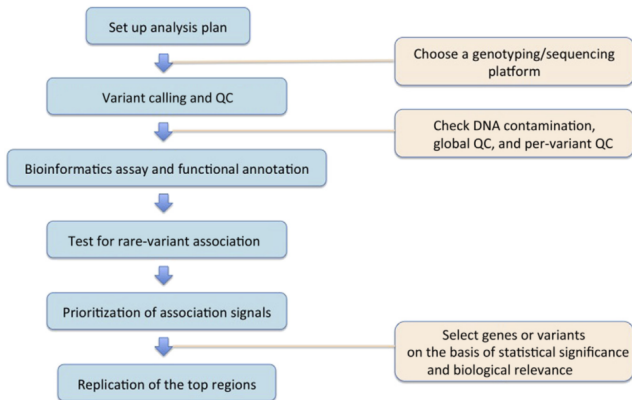 Set up analysis plan
Choose a genotyping/sequencing
platform
Variant calling and QC
Check DNA contamination,
global QC, and per-variant QC
Bioinformatics assay and functional annotation
Test for rare-variant association
Prioritization of association signals
Select genes or variants
on the basis of statistical significance
and biological relevance
Replication of the top regions